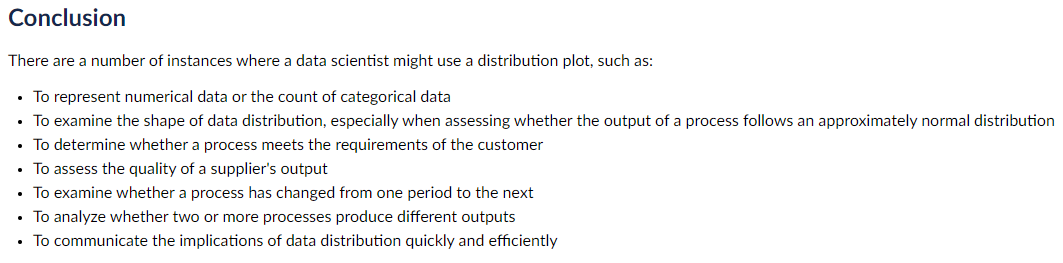 Conclusion
There are a number of instances where a data scientist might use a distribution plot, such as:
• To represent numerical data or the count of categorical data
• To examine the shape of data distribution, especially when assessing whether the output of a process follows an approximately normal distribution
• To determine whether a process meets the requirements of the customer
• To assess the quality of a supplier's output
• To examine whether a process has changed from one period to the next
• To analyze whether two or more processes produce different outputs
• To communicate the implications of data distribution quickly and efficiently